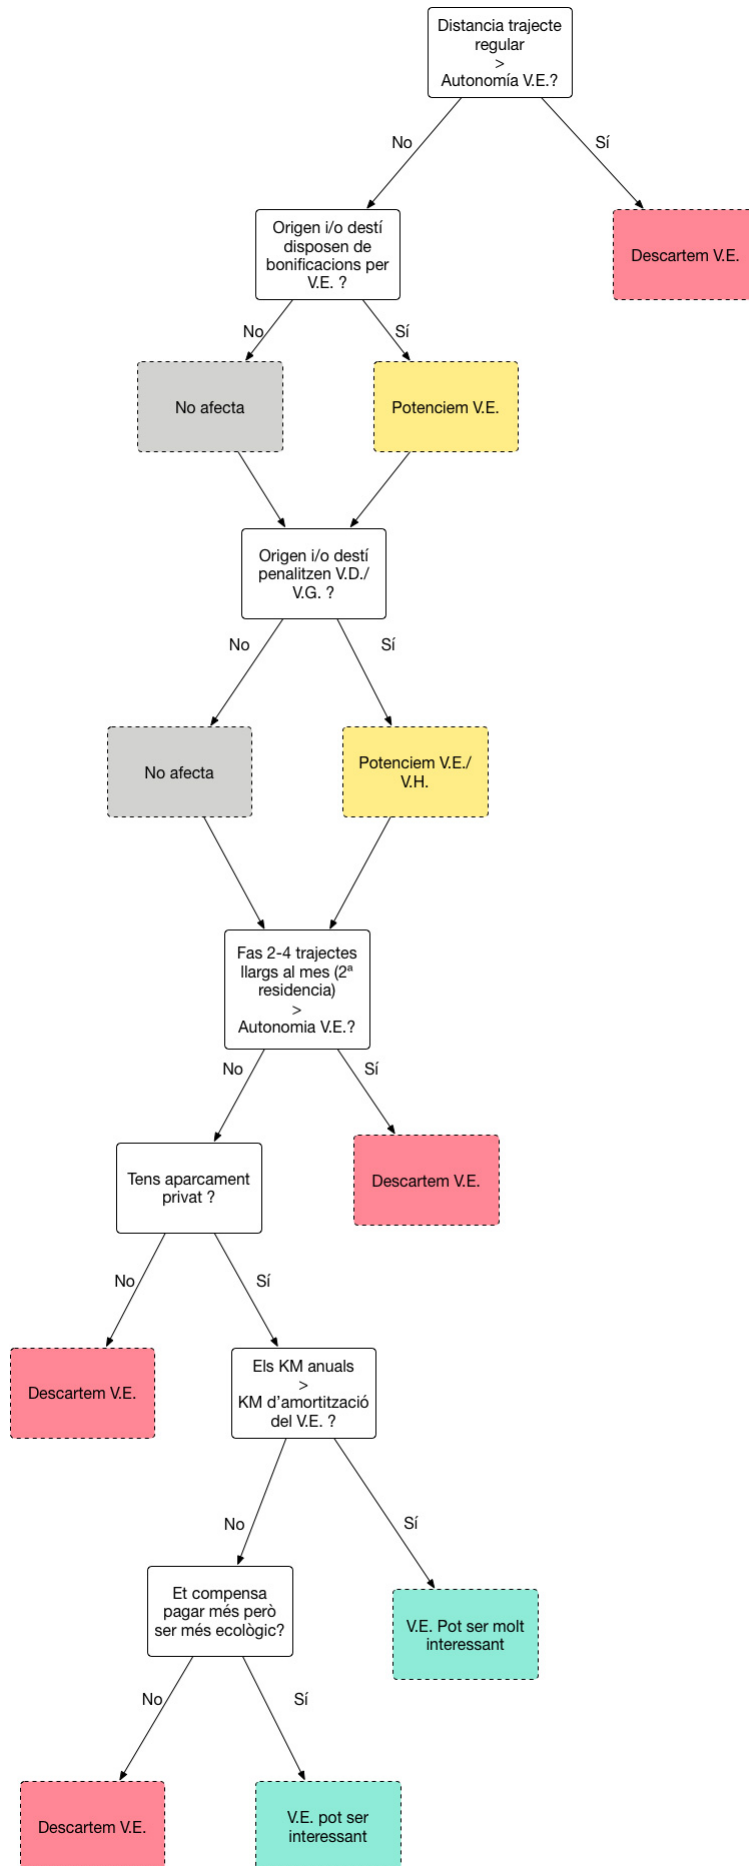 Distancia trajecte
regular
>
Autonomía V.E.?
No
Sí
Origen i/o destí
disposen de
bonificacions per
V.E. ?
Descartem V.E.
No
Sí
No afecta
Potenciem V.E.
Origen i/o destí
penalitzen V.D./
V.G. ?
No
Sí
No afecta
Potenciem V.E./
V.H.
Fas 2-4 trajectes
llargs al mes (2ª
residencia)
>
Autonomia V.E.?
No
Sí
Tens aparcament
privat ?
Descartem V.E.
No
Sí
Descartem V.E.
Els KM anuals
>
KM d'amortització
del V.E. ?
No
Sí
Et compensa
pagar més però
ser més ecològic?
V.E. Pot ser molt
interessant
No
Sí
Descartem V.E.
V.E. pot ser
interessant